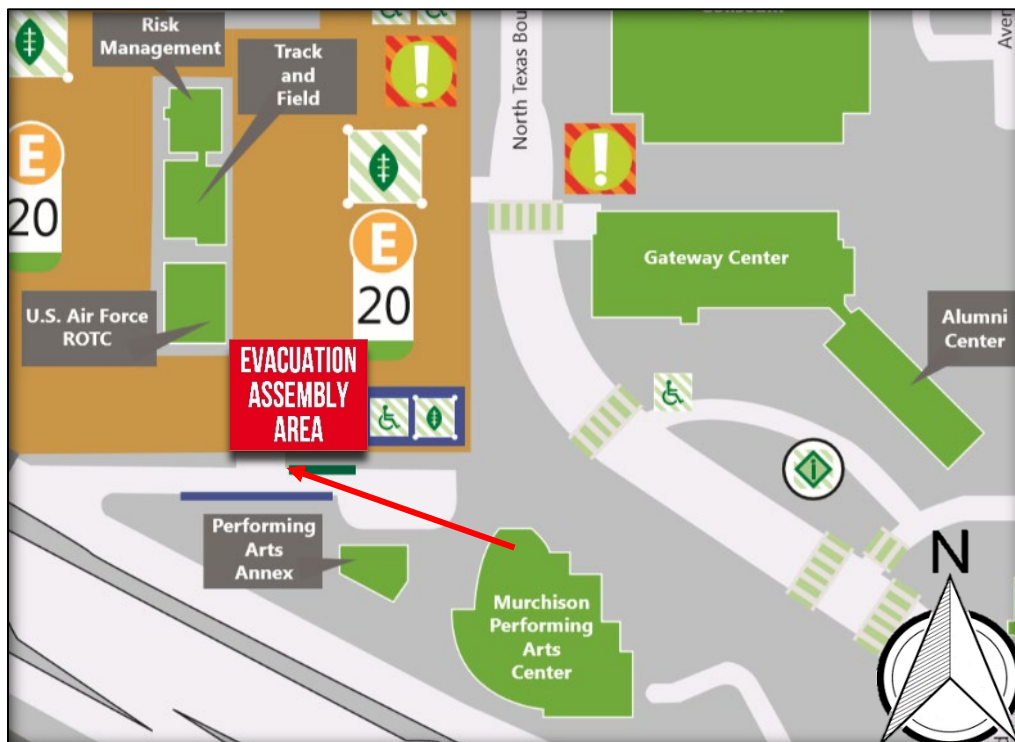 Risk
Management
Track
and
Field
E
20
E
20
U.S. Air Force
ROTC
EVACUATION
ASSEMBLY
AREA
North Texas Bou
Aven
Gateway Center
Alumni
Center
i
Performing
Arts
Annex
Murchison
Performing
Arts
Center
N